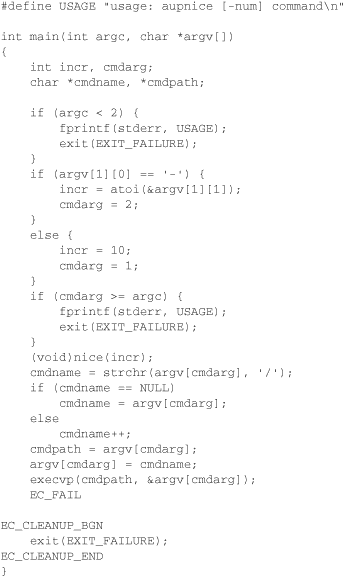 #define USAGE "usage: aupnice [-num] command\n"
int main(int argc, char *argv[])
{
    int incr, cmdarg;
    char *cmdname, *cmdpath;
    if (argc < 2) {
        fprintf(stderr, USAGE);
        exit(EXIT_FAILURE);
    }
    if (argv[1][0] == '-') {
        incr = atoi(&argv[1][1]);
        cmdarg = 2;
    }
    else {
        incr = 10;
        cmdarg = 1;
    }
    if (cmdarg >= argc) {
        fprintf(stderr, USAGE);
        exit(EXIT_FAILURE);
    }
    (void)nice(incr);
    cmdname = strchr(argv[cmdarg], '/');
    if (cmdname == NULL)
        cmdname = argv[cmdarg];
    else
        cmdname++;
    cmdpath = argv[cmdarg];
    argv[cmdarg] = cmdname;
    execvp(cmdpath, &argv[cmdarg]);
    EC_FAIL
EC_CLEANUP_BGN
    exit(EXIT_FAILURE);
EC_CLEANUP_END
}